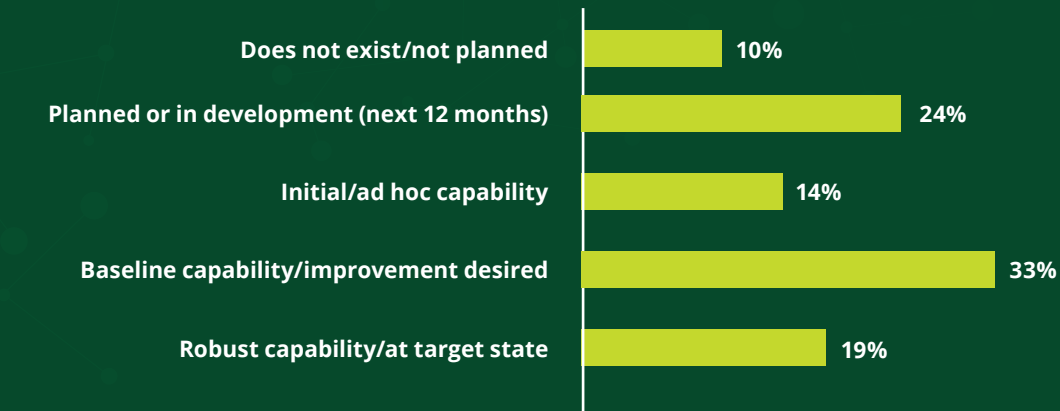 Does not exist/not planned 10%
Planned or in development (next 12 months) 24%
Initial/ad hoc capability 14%
Baseline capability/improvement desired 33%
Robust capability/at target state 19%